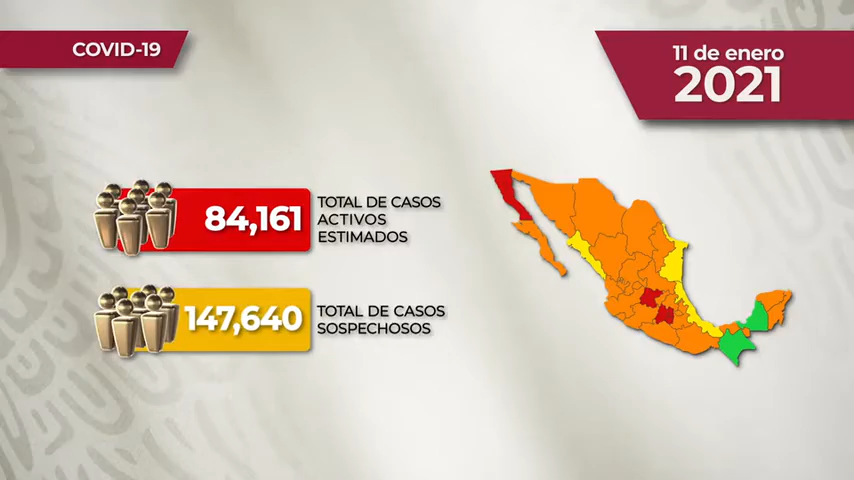 COVID-19
11 de enero
2021
84,161
TOTAL DE CASOS
ACTIVOS
ESTIMADOS
147,640
TOTAL DE CASOS
SOSPECHOSOS